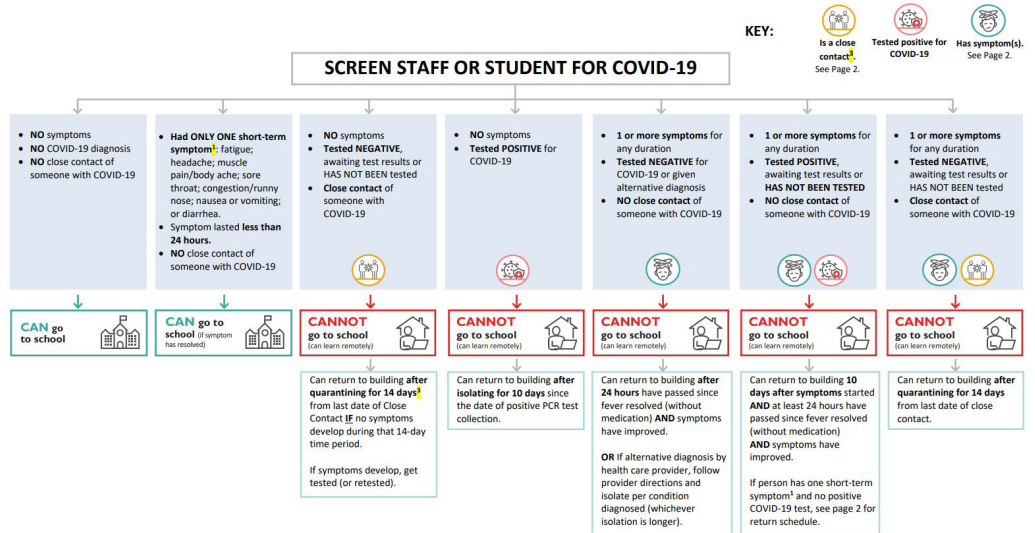 KEY:
Is a close
contact³.
See Page 2.
Tested positive for
COVID-19
Has symptom(s).
See Page 2.
SCREEN STAFF OR STUDENT FOR COVID-19
• NO symptoms
• NO COVID-19 diagnosis
• NO close contact of
someone with COVID-19
• Had ONLY ONE short-term
symptom¹: fatigue;
headache; muscle
pain/body ache; sore
throat; congestion/runny
nose; nausea or vomiting;
or diarrhea.
• Symptom lasted less than
24 hours.
• NO close contact of
someone with COVID-19
• NO symptoms
• Tested NEGATIVE,
awaiting test results or
HAS NOT BEEN TESTED
• Close contact of
someone with
COVID-19
• NO symptoms
• Tested POSITIVE for
COVID-19
• 1 or more symptoms for
any duration
• Tested NEGATIVE for
COVID-19 or given
alternative diagnosis
• NO close contact of
someone with COVID-19
• 1 or more symptoms for
any duration
• Tested POSITIVE,
awaiting test results or
HAS NOT BEEN TESTED
• NO close contact of
someone with COVID-19
• 1 or more symptoms
for any duration
• Tested NEGATIVE,
awaiting test results or
HAS NOT BEEN TESTED
• Close contact of
someone with COVID-19
CAN go
to school
CAN go to
school (if symptom
has resolved)
CANNOT
go to school
(can learn remotely)
CANNOT
go to school
(can learn remotely)
CANNOT
go to school
(can learn remotely)
CANNOT
go to school
(can learn remotely)
CANNOT
go to school
(can learn remotely)
Can return to building after
quarantining for 14 days³
from last date of Close
Contact IF no symptoms
develop during that 14-day
time period.
If symptoms develop, get
tested (or retested).
Can return to building after
isolating for 10 days since
the date of positive PCR test
collection.
Can return to building after
24 hours have passed since
fever resolved (without
medication) AND symptoms
have improved.
OR If alternative diagnosis by
health care provider, follow
provider directions and
isolate per condition
diagnosed (whichever
isolation is longer).
Can return to building 10
days after symptoms started
AND at least 24 hours have
passed since fever resolved
(without medication)
AND symptoms have
improved.
If person has one short-term
symptom¹ and no positive
COVID-19 test, see page 2 for
return schedule.
Can return to building after
quarantining for 14 days
from last date of close
contact.